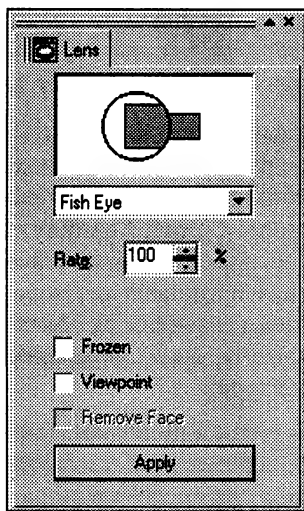 Lens
Fish Eye
Rate: 100 %
Frozen
Viewpoint
Remove Face
Apply